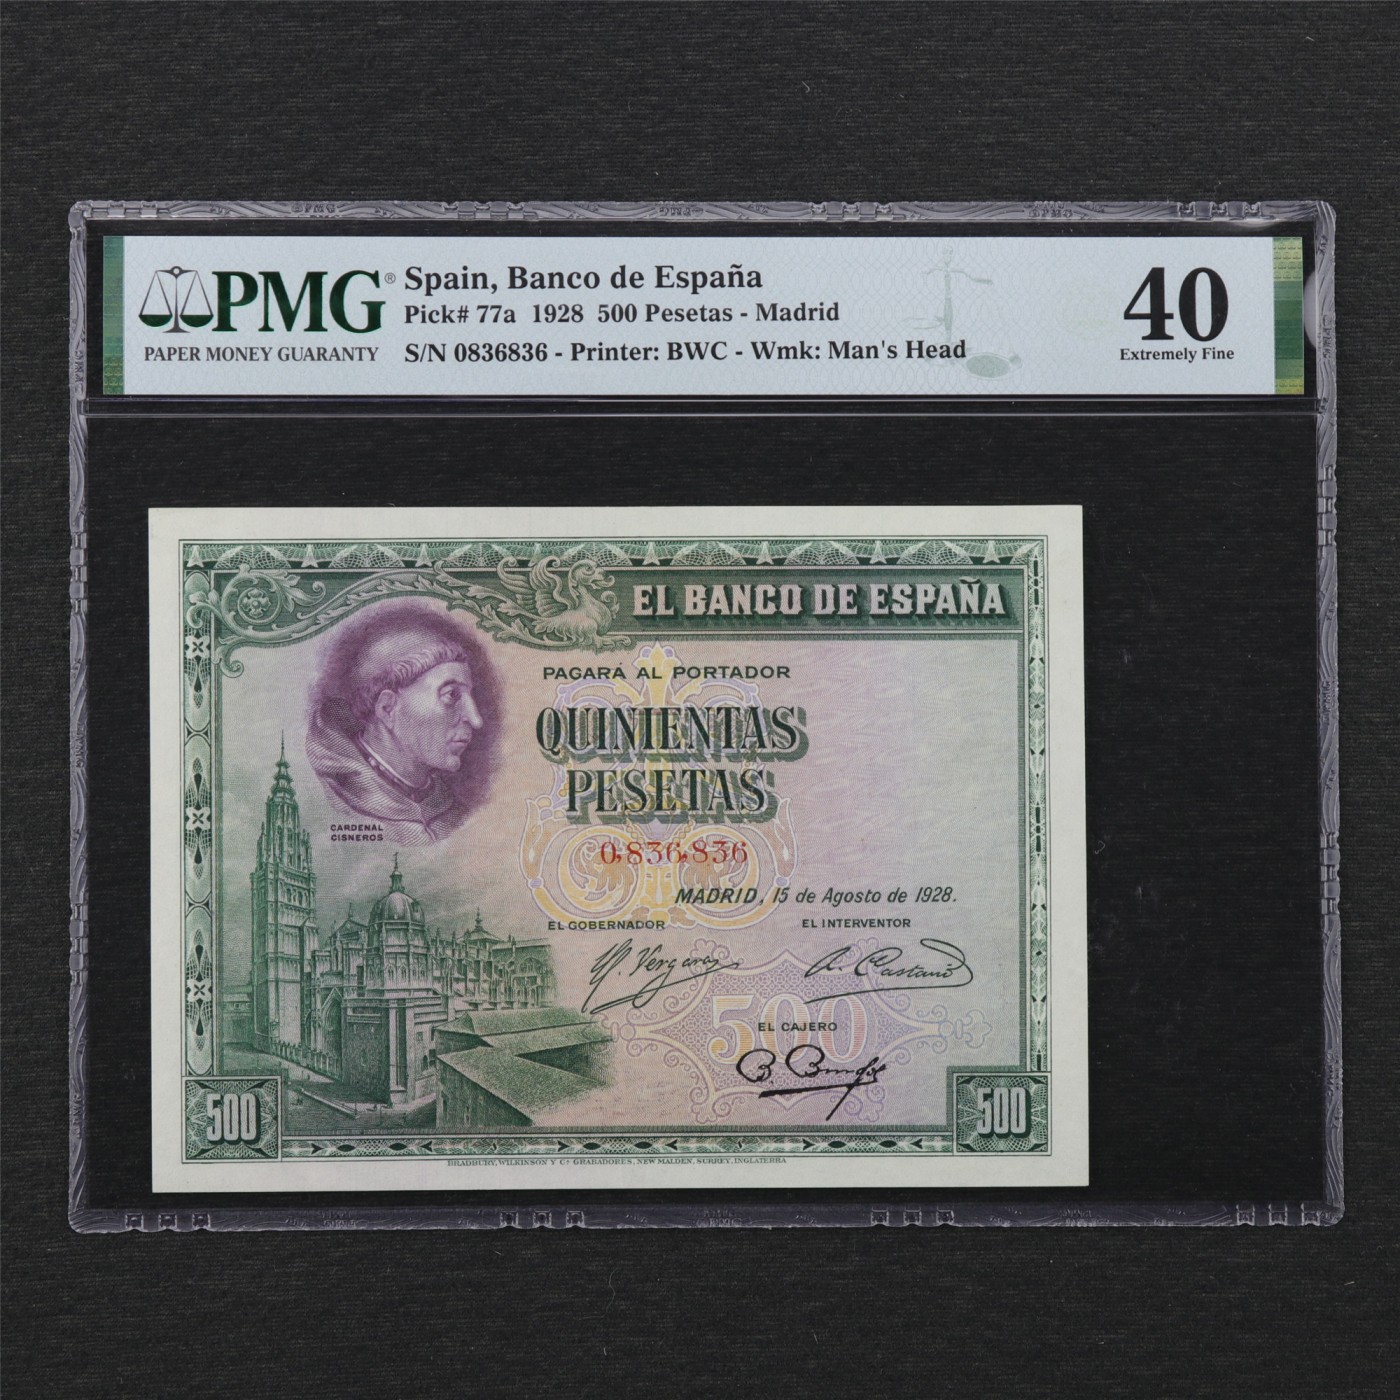 PMG®
PAPER MONEY GUARANTY
Spain, Banco de España
Pick# 77a 1928 500 Pesetas - Madrid
S/N 0836836 - Printer: BWC - Wmk: Man's Head
40
Extremely Fine
EL BANCO DE ESPAÑA
PAGARÁ AL PORTADOR
QUINIENTAS
PESETAS
CARDENAL
CISNEROS
0,836,836
MADRID, 15 de Agosto de 1928.
EL GOBERNADOR
EL INTERVENTOR
500
EL CAJERO
500
500
BRADBURY, WILKINSON Y Cª GRABADORES, NEW MALDEN, SURREY, INGLATERRA